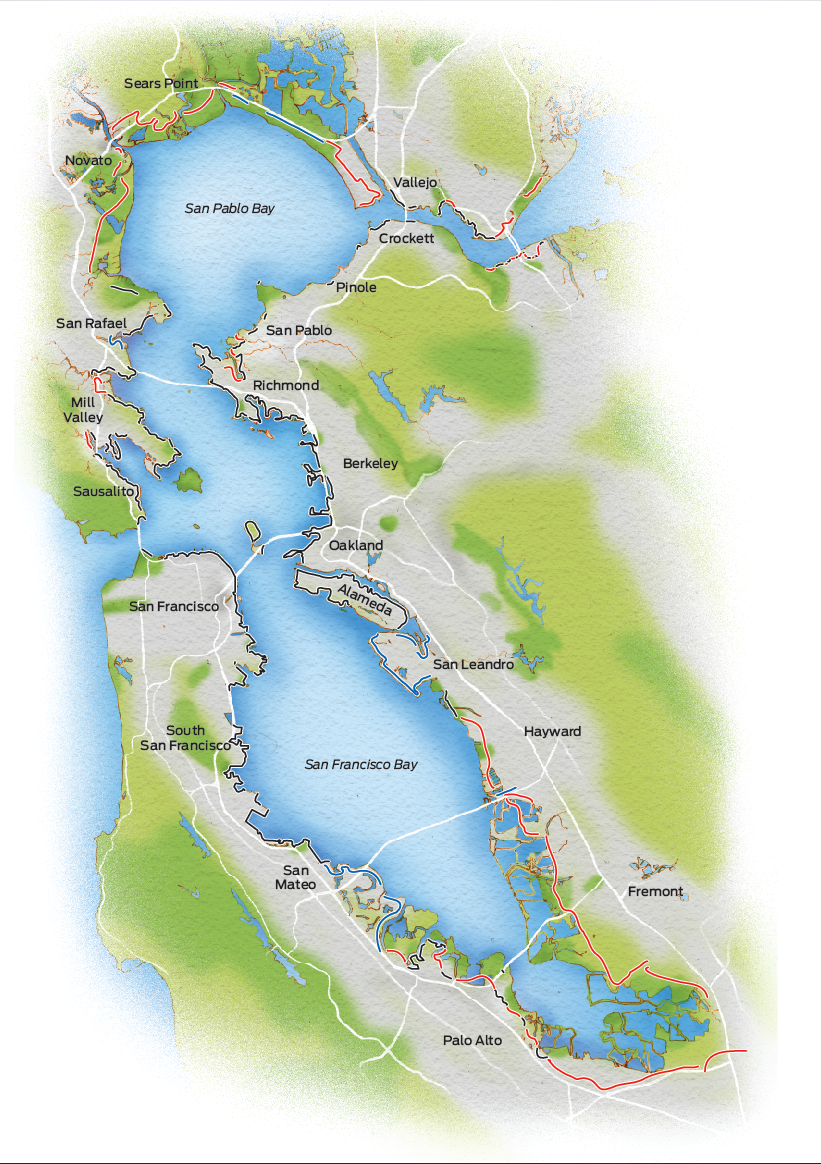 Sears Point
Novato
Vallejo
San Pablo Bay
Crockett
Pinole
San Rafael
San Pablo
Richmond
Mill
Valley
Berkeley
Sausalito
Oakland
Alameda
San Francisco
San Leandro
South
San Francisco
Hayward
San Francisco Bay
San
Mateo
Fremont
Palo Alto